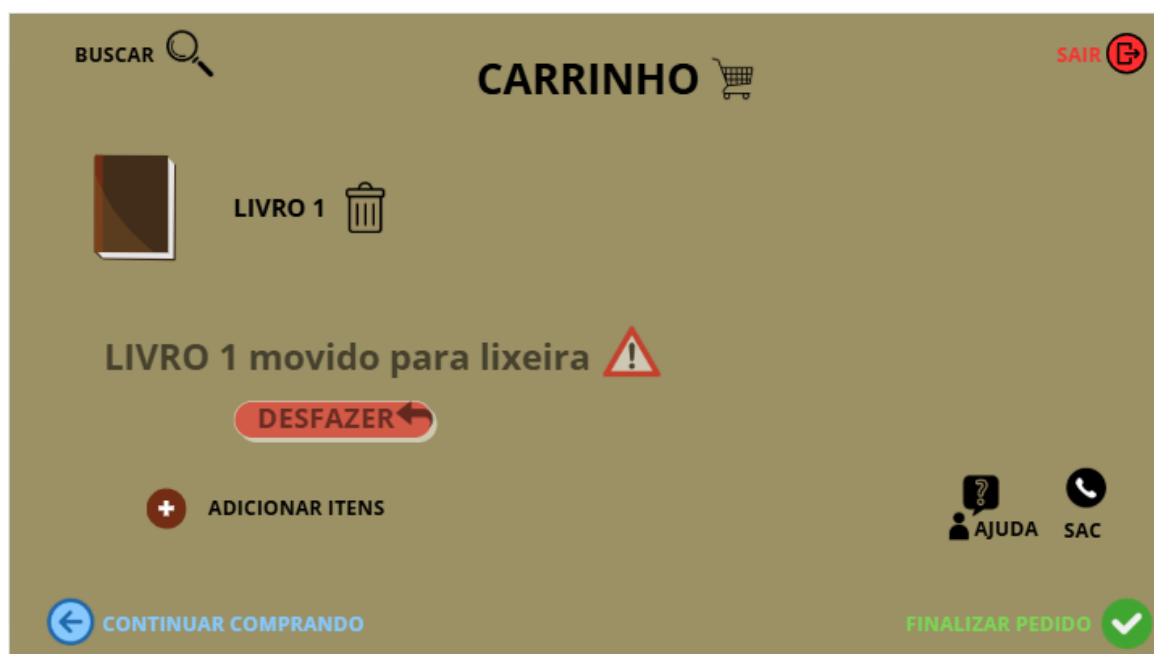 BUSCAR
SAIR
CARRINHO
LIVRO 1
LIVRO 1 movido para lixeira
DESFAZER
ADICIONAR ITENS
?
AJUDA
SAC
CONTINUAR COMPRANDO
FINALIZAR PEDIDO